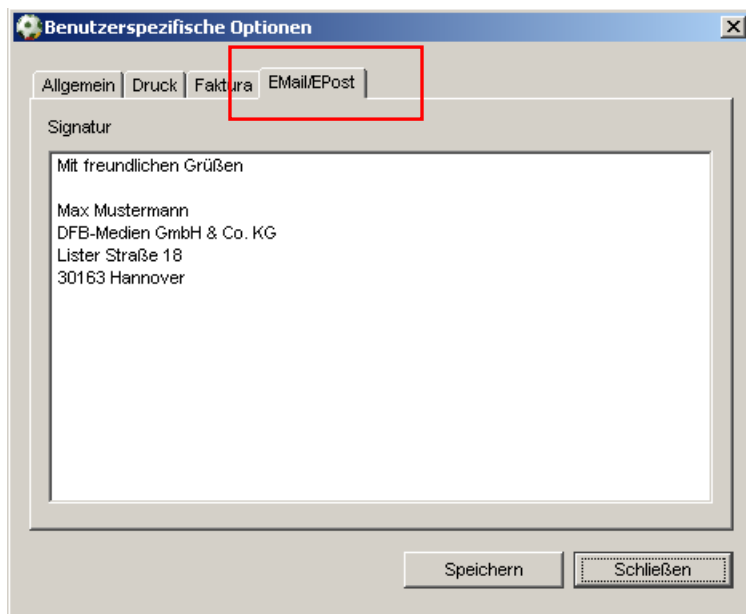 Benutzerspezifische Optionen
Allgemein Druck Faktura EMail/EPost
Signatur
Mit freundlichen Grüßen
Max Mustermann
DFB-Medien GmbH & Co. KG
Lister Straße 18
30163 Hannover
Speichern Schließen